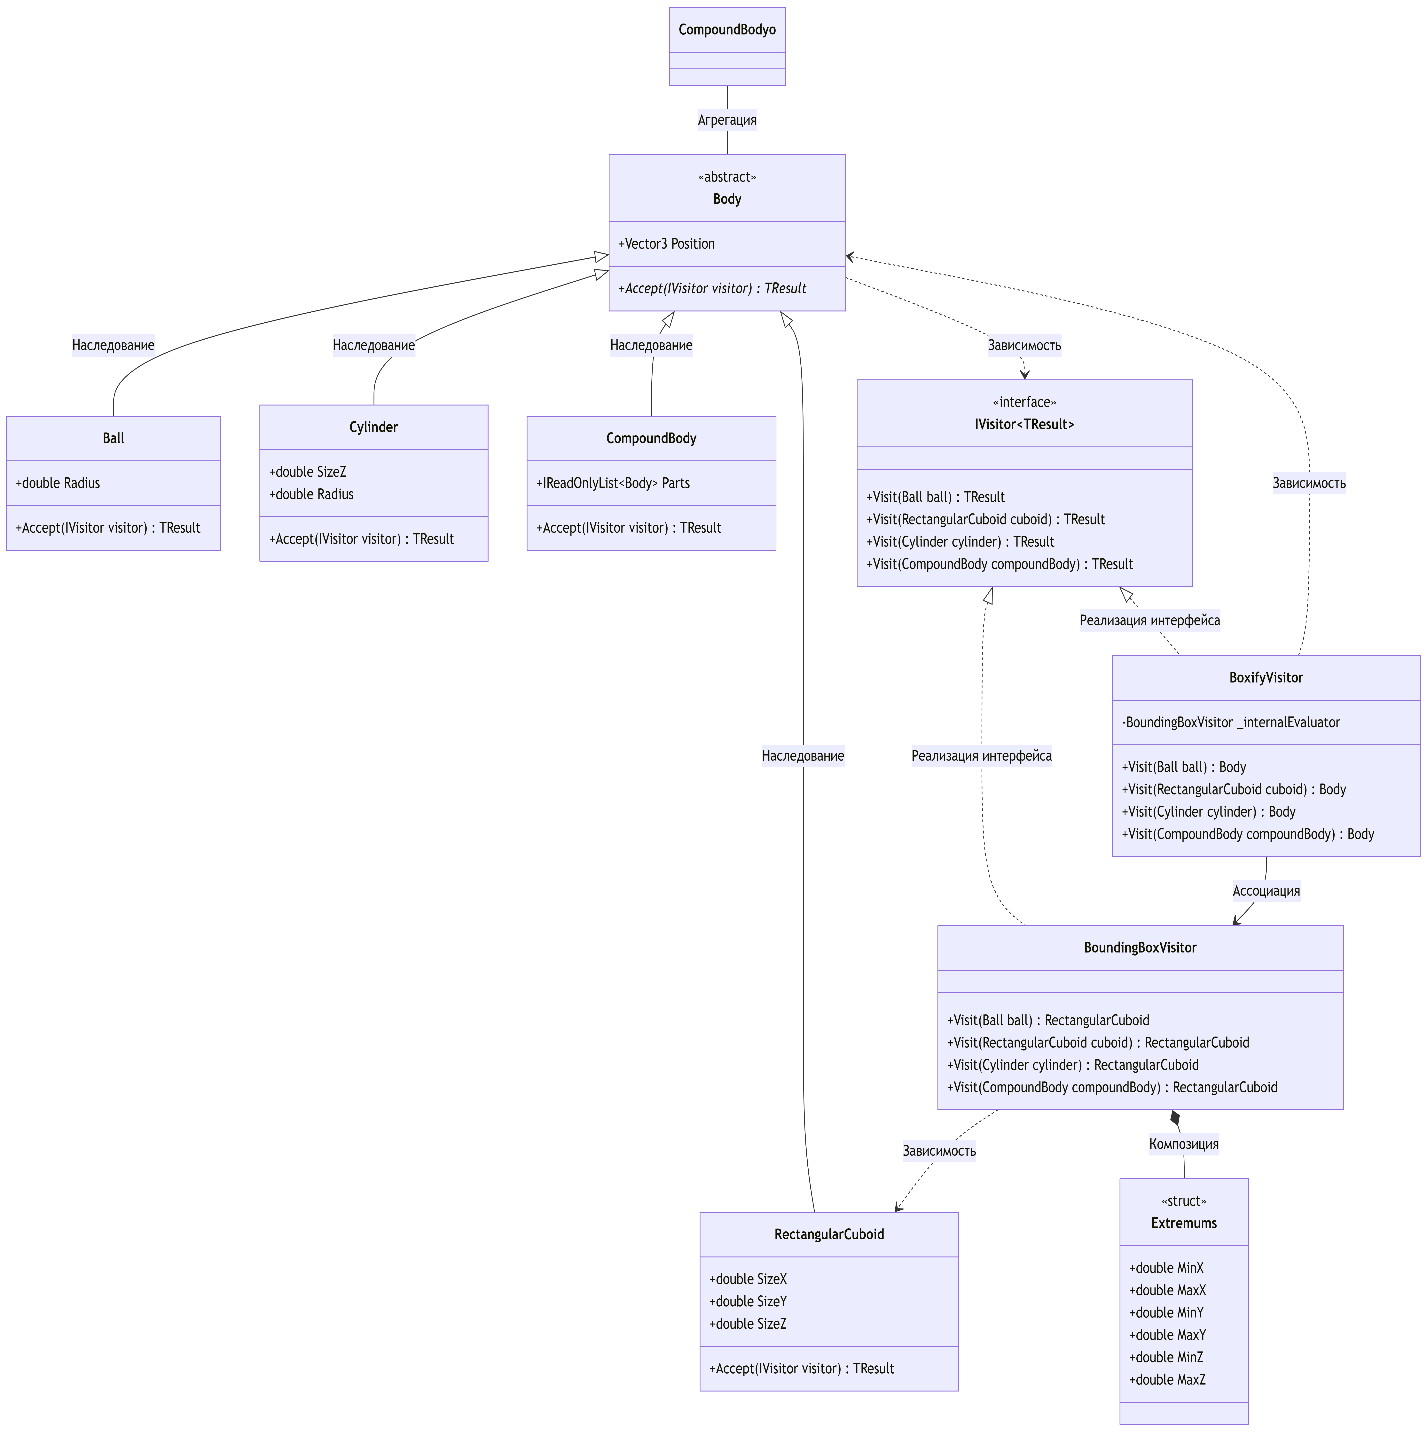 CompoundBodyo
Агрегация
«abstract»
Body
+Vector3 Position
+Accept(IVisitor visitor) : TResult
Наследование
Наследование
Наследование
Зависимость
Ball
+double Radius
+Accept(IVisitor visitor) : TResult
Cylinder
+double SizeZ
+double Radius
+Accept(IVisitor visitor) : TResult
CompoundBody
+IReadOnlyList<Body> Parts
+Accept(IVisitor visitor) : TResult
«interface»
IVisitor<TResult>
+Visit(Ball ball) : TResult
+Visit(RectangularCuboid cuboid) : TResult
+Visit(Cylinder cylinder) : TResult
+Visit(CompoundBody compoundBody) : TResult
Зависимость
Реализация интерфейса
BoxifyVisitor
-BoundingBoxVisitor _internalEvaluator
+Visit(Ball ball) : Body
+Visit(RectangularCuboid cuboid) : Body
+Visit(Cylinder cylinder) : Body
+Visit(CompoundBody compoundBody) : Body
Наследование
Реализация интерфейса
Ассоциация
BoundingBoxVisitor
+Visit(Ball ball) : RectangularCuboid
+Visit(RectangularCuboid cuboid) : RectangularCuboid
+Visit(Cylinder cylinder) : RectangularCuboid
+Visit(CompoundBody compoundBody) : RectangularCuboid
Зависимость
Композиция
RectangularCuboid
+double SizeX
+double SizeY
+double SizeZ
+Accept(IVisitor visitor) : TResult
«struct»
Extremums
+double MinX
+double MaxX
+double MinY
+double MaxY
+double MinZ
+double MaxZ